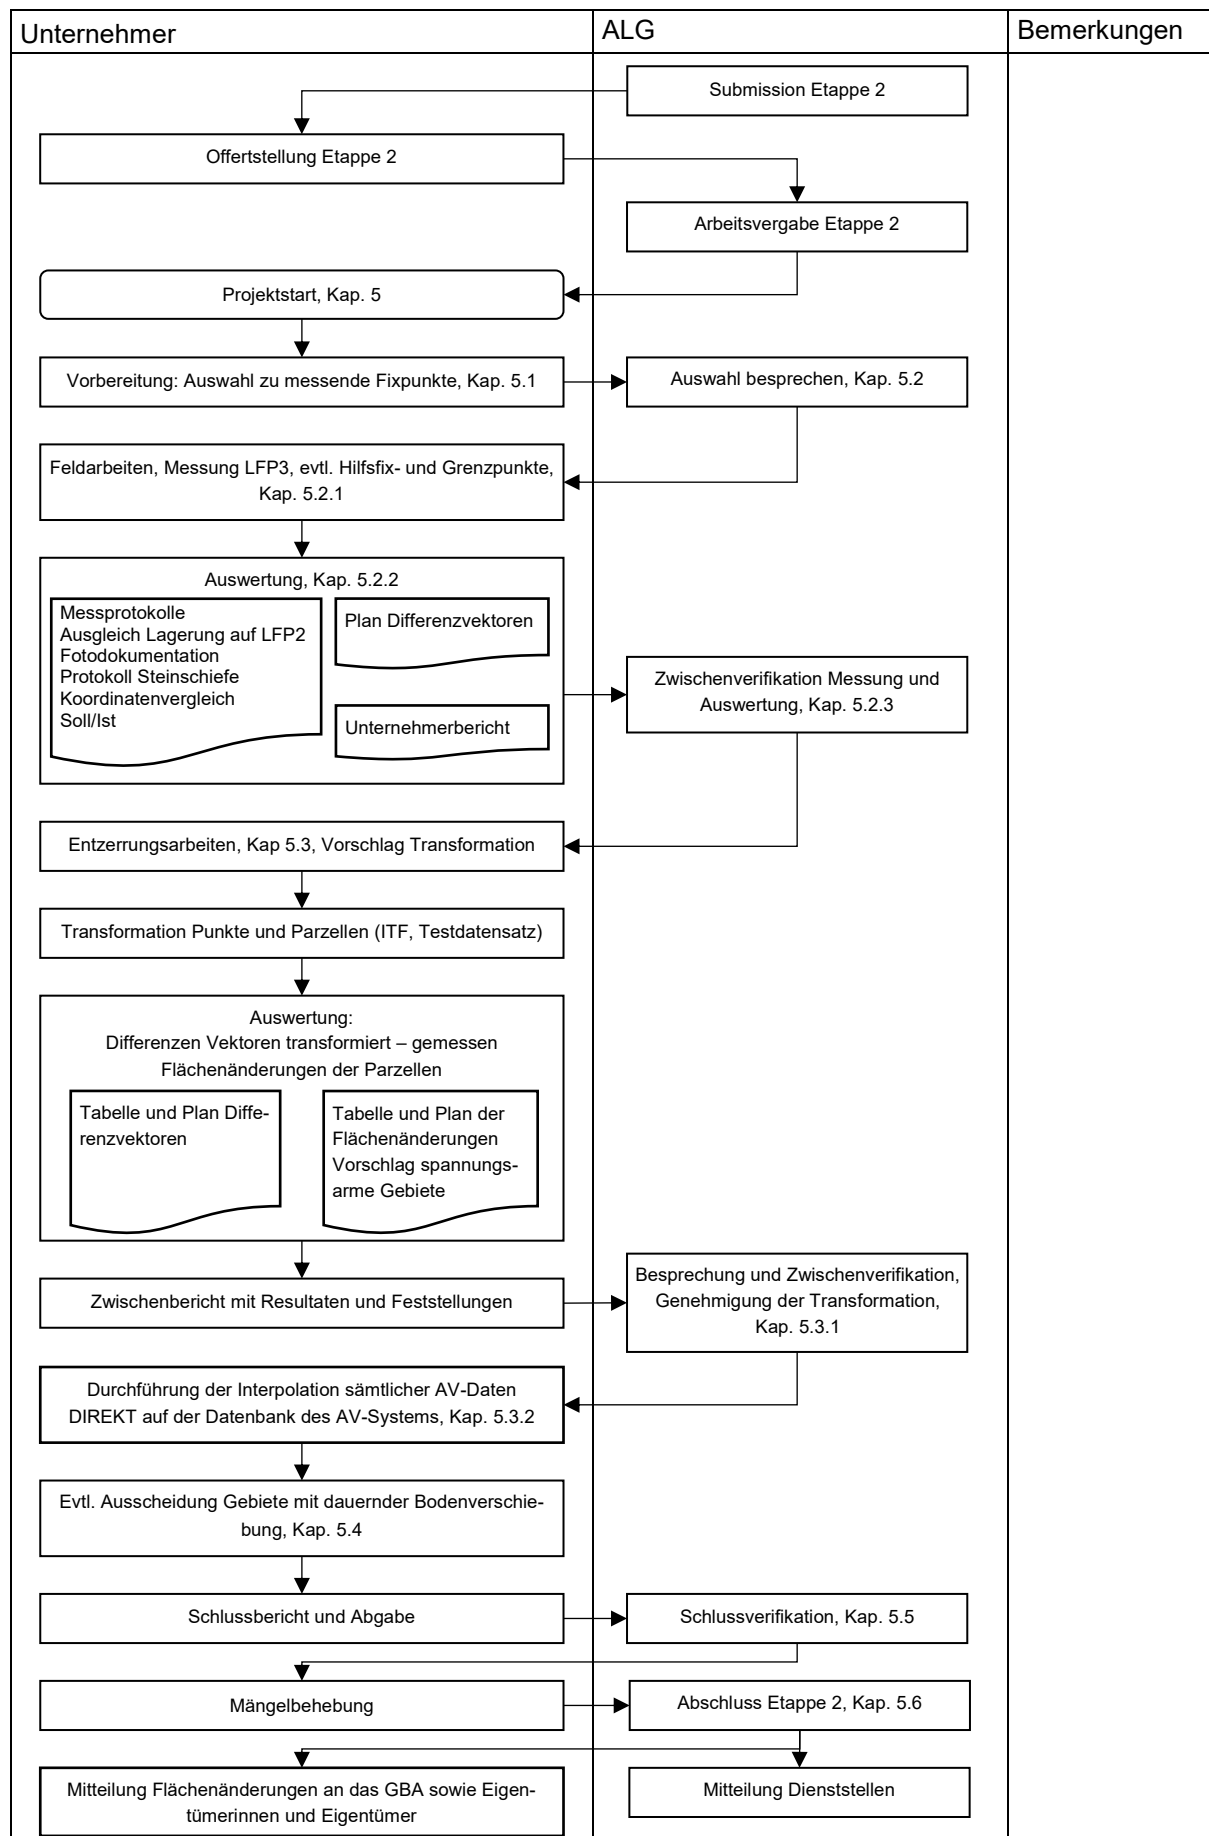 Unternehmer
ALG
Bemerkungen
Submission Etappe 2
Offertstellung Etappe 2
Arbeitsvergabe Etappe 2
Projektstart, Kap. 5
Vorbereitung: Auswahl zu messende Fixpunkte, Kap. 5.1
Auswahl besprechen, Kap. 5.2
Feldarbeiten, Messung LFP3, evtl. Hilfsfix- und Grenzpunkte,
Kap. 5.2.1
Auswertung, Kap. 5.2.2
Messprotokolle
Ausgleich Lagerung auf LFP2
Fotodokumentation
Protokoll Steinschiefe
Koordinatenvergleich
Soll/Ist
Plan Differenzvektoren
Unternehmerbericht
Zwischenverifikation Messung und
Auswertung, Kap. 5.2.3
Entzerrungsarbeiten, Kap 5.3, Vorschlag Transformation
Transformation Punkte und Parzellen (ITF, Testdatensatz)
Auswertung:
Differenzen Vektoren transformiert – gemessen
Flächenänderungen der Parzellen
Tabelle und Plan Diffe-
renzvektoren
Tabelle und Plan der
Flächenänderungen
Vorschlag spannungs-
arme Gebiete
Zwischenbericht mit Resultaten und Feststellungen
Besprechung und Zwischenverifikation,
Genehmigung der Transformation,
Kap. 5.3.1
Durchführung der Interpolation sämtlicher AV-Daten
DIREKT auf der Datenbank des AV-Systems, Kap. 5.3.2
Evtl. Ausscheidung Gebiete mit dauernder Bodenverschie-
bung, Kap. 5.4
Schlussbericht und Abgabe
Schlussverifikation, Kap. 5.5
Mängelbehebung
Abschluss Etappe 2, Kap. 5.6
Mitteilung Flächenänderungen an das GBA sowie Eigen-
tümerinnen und Eigentümer
Mitteilung Dienststellen